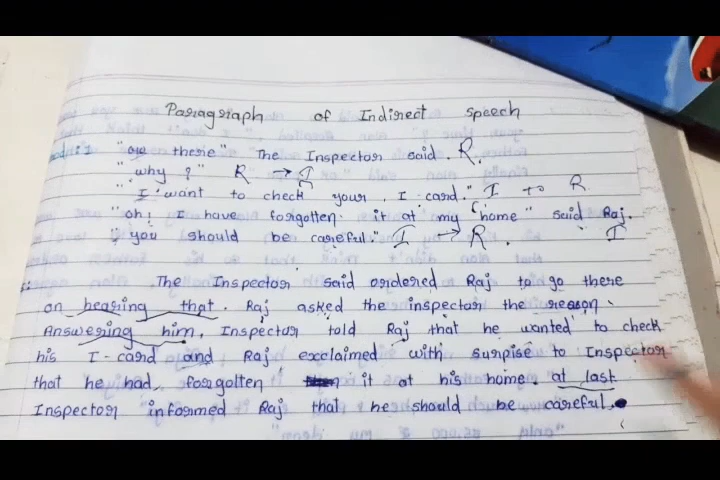 Paragraph of Indirect speech
" there" The Inspector said R.
"why ?" R → I
"I want to check your I-card." I to R
"oh! I have forgotten it at my home" said Raj. I
"you should be careful." I → R.
The Inspector said ordered Raj to go there
on hearing that. Raj asked the inspector the reason.
Answering him, Inspector told Raj that he wanted to check
his I-card and Raj exclaimed with surprise to Inspector
that he had forgotten it at his home. at last
Inspector informed Raj that he should be careful.